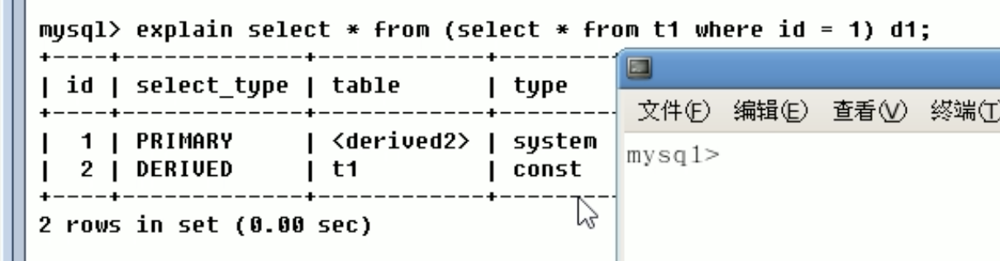 mysql> explain select * from (select * from t1 where id = 1) d1;
+----+-------------+------------+--------
| id | select_type | table      | type
+----+-------------+------------+--------
|  1 | PRIMARY     | <derived2> | system
|  2 | DERIVED     | t1         | const
+----+-------------+------------+--------
2 rows in set (0.00 sec)
文件(F) 编辑(E) 查看(V) 终端(T)
mysql>